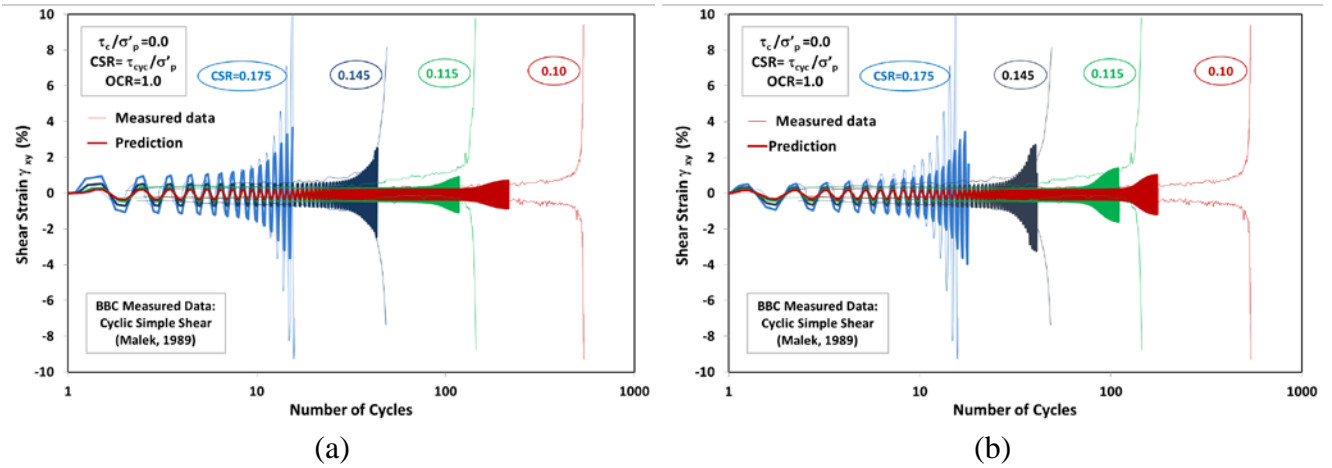 τc/σ'p =0.0
CSR= τcyc/σ'p
OCR=1.0
Measured data
Prediction
CSR=0.175
0.145
0.115
0.10
BBC Measured Data:
Cyclic Simple Shear
(Malek, 1989)
Shear Strain γ xy (%)
10
8
6
4
2
0
-2
-4
-6
-8
-10
1
10
100
1000
Number of Cycles
(a)
τc/σ'p =0.0
CSR= τcyc/σ'p
OCR=1.0
Measured data
Prediction
CSR=0.175
0.145
0.115
0.10
BBC Measured Data:
Cyclic Simple Shear
(Malek, 1989)
Shear Strain γ xy (%)
10
8
6
4
2
0
-2
-4
-6
-8
-10
1
10
100
1000
Number of Cycles
(b)